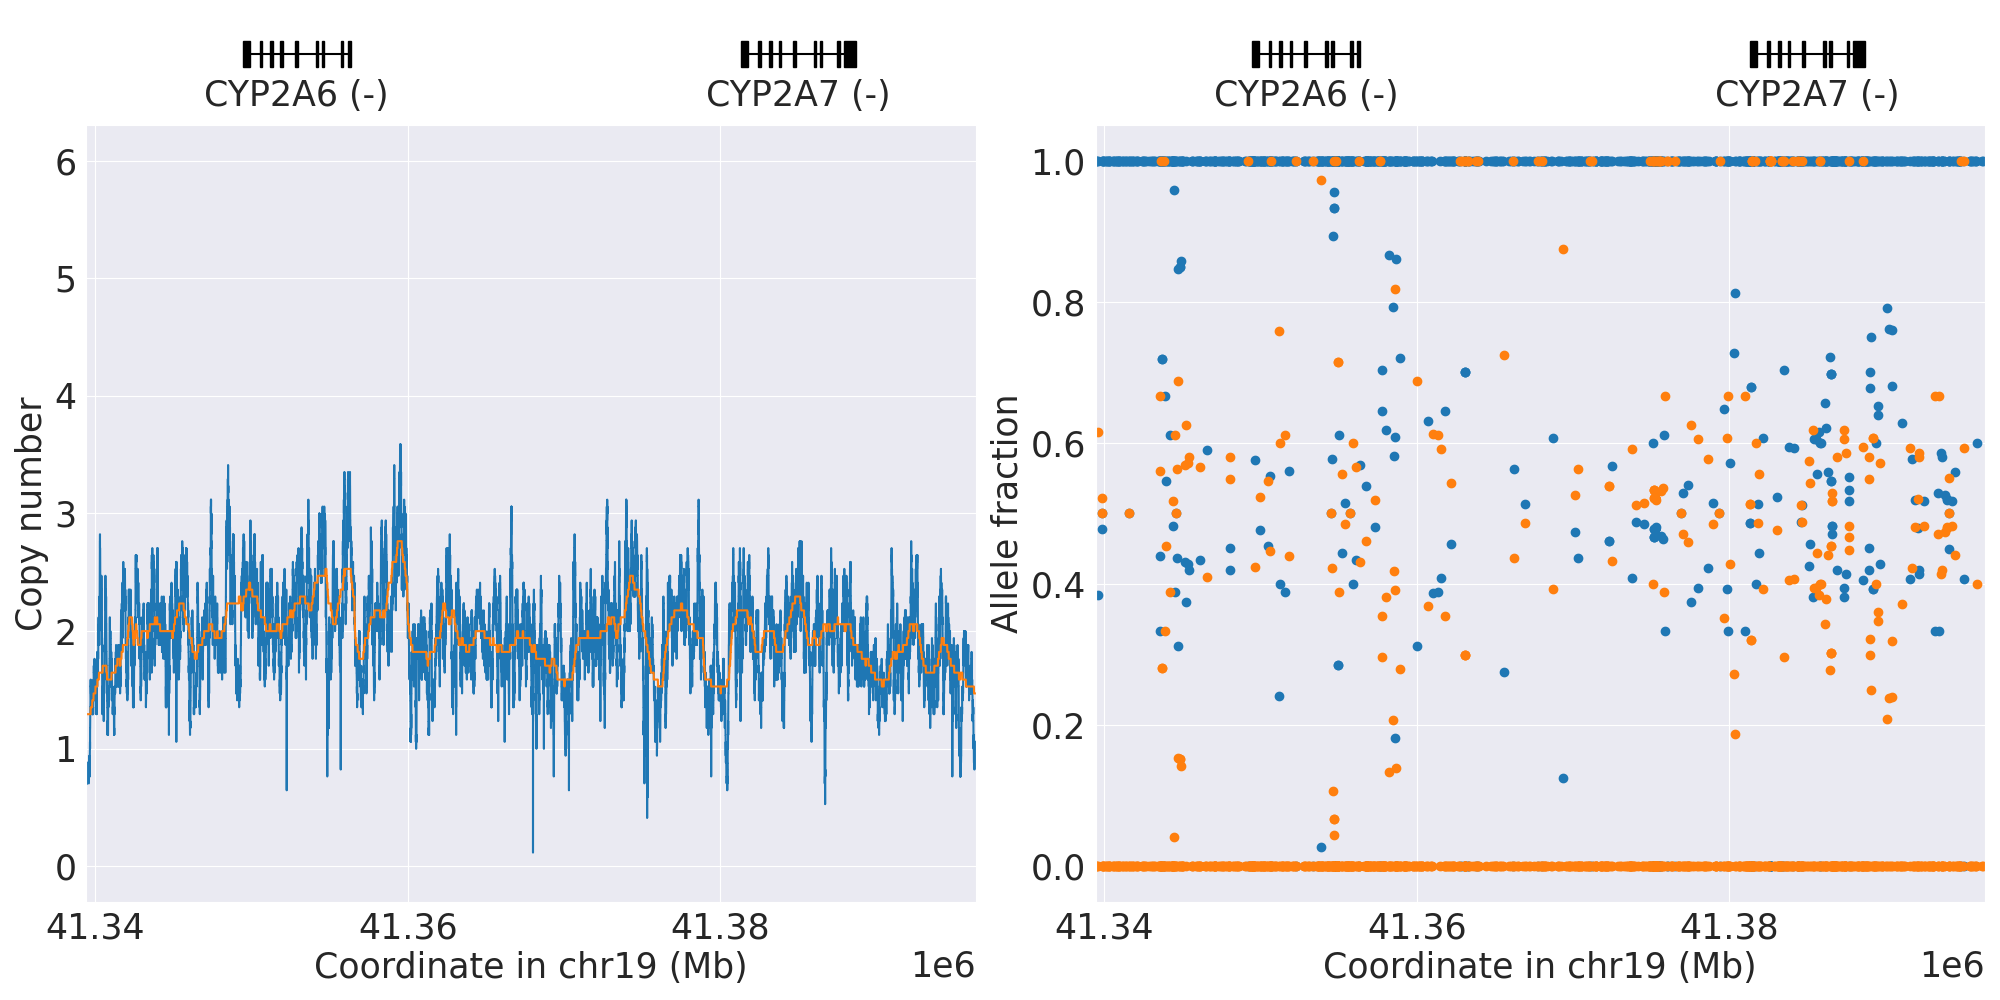 CYP2A6 (-)
CYP2A7 (-)
Copy number
6
5
4
3
2
1
0
41.34
41.36
41.38
Coordinate in chr19 (Mb)
1e6
CYP2A6 (-)
CYP2A7 (-)
Allele fraction
1.0
0.8
0.6
0.4
0.2
0.0
41.34
41.36
41.38
Coordinate in chr19 (Mb)
1e6